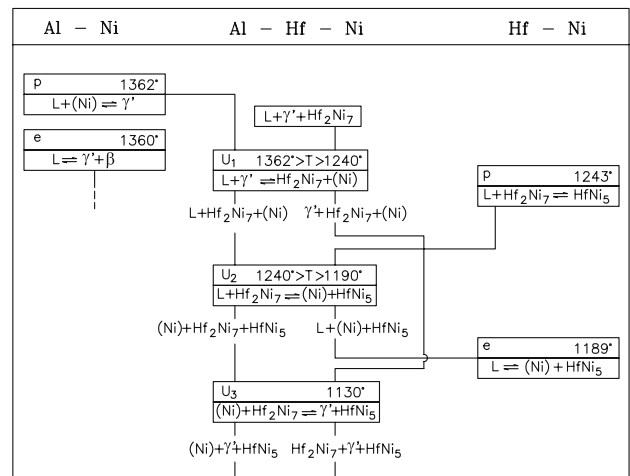 Al – Ni Al – Hf – Ni Hf – Ni
p 1362°
L+(Ni) ⇌ γ'
e 1360°
L ⇌ γ'+β
L+γ'+Hf₂Ni₇
U₁ 1362°>T>1240°
L+γ' ⇌ Hf₂Ni₇+(Ni)
p 1243°
L+Hf₂Ni₇ ⇌ HfNi₅
L+Hf₂Ni₇+(Ni) γ'+Hf₂Ni₇+(Ni)
U₂ 1240°>T>1190°
L+Hf₂Ni₇ ⇌ (Ni)+HfNi₅
(Ni)+Hf₂Ni₇+HfNi₅ L+(Ni)+HfNi₅
e 1189°
L ⇌ (Ni)+HfNi₅
U₃ 1130°
(Ni)+Hf₂Ni₇ ⇌ γ'+HfNi₅
(Ni)+γ'+HfNi₅ Hf₂Ni₇+γ'+HfNi₅